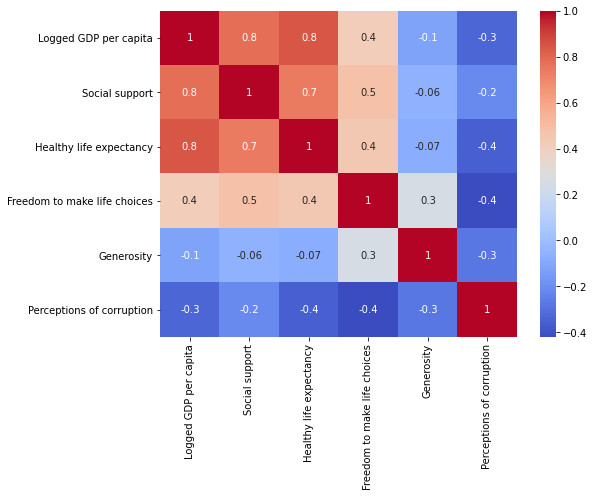 Logged GDP per capita 1 0.8 0.8 0.4 -0.1 -0.3
Social support 0.8 1 0.7 0.5 -0.06 -0.2
Healthy life expectancy 0.8 0.7 1 0.4 -0.07 -0.4
Freedom to make life choices 0.4 0.5 0.4 1 0.3 -0.4
Generosity -0.1 -0.06 -0.07 0.3 1 -0.3
Perceptions of corruption -0.3 -0.2 -0.4 -0.4 -0.3 1
Logged GDP per capita
Social support
Healthy life expectancy
Freedom to make life choices
Generosity
Perceptions of corruption
1.0
0.8
0.6
0.4
0.2
0.0
−0.2
−0.4